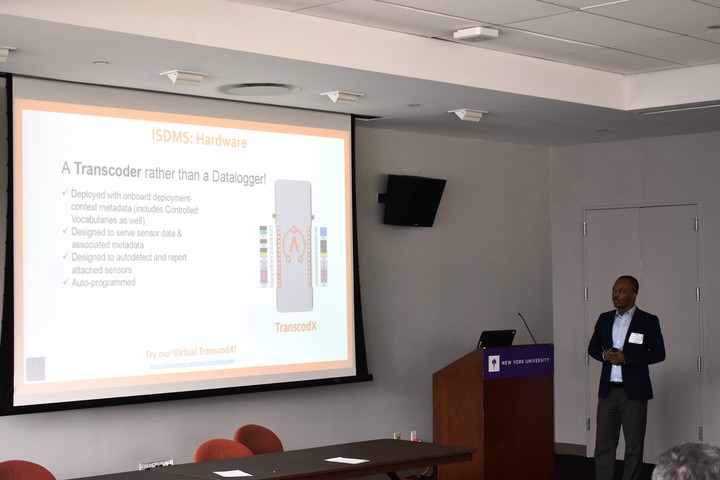 ISDMS: Hardware
A Transcoder rather than a Datalogger!
✓ Deployed with onboard deployment-
context metadata (includes Controlled
Vocabularies as well)
✓ Designed to serve sensor data &
associated metadata
✓ Designed to autodetect and report
attached sensors
✓ Auto-programmed
TranscodX
Try our Virtual TranscodX!
NEW YORK UNIVERSITY